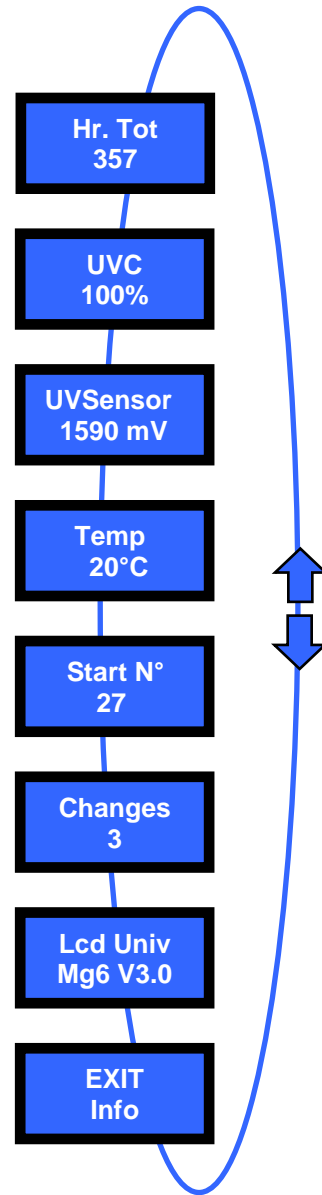 Hr. Tot
357
UVC
100%
UVSensor
1590 mV
Temp
20°C
Start N°
27
Changes
3
Lcd Univ
Mg6 V3.0
EXIT
Info